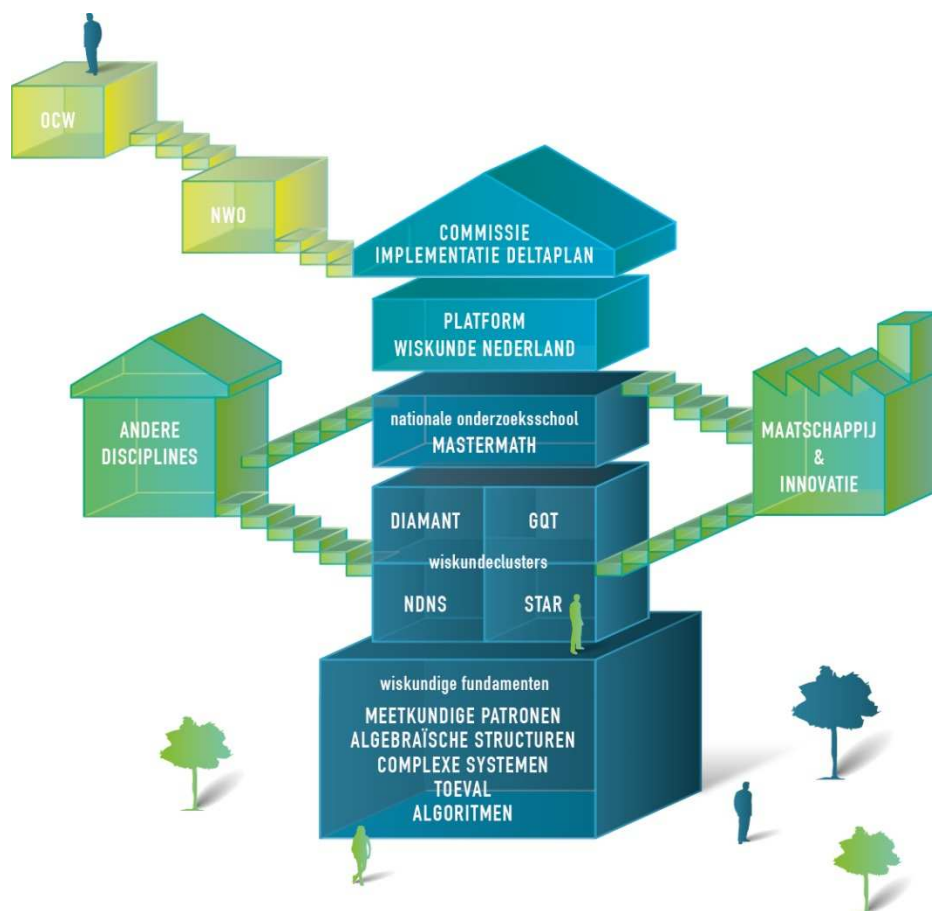 OCW
NWO
COMMISSIE
IMPLEMENTATIE DELTAPLAN
PLATFORM
WISKUNDE NEDERLAND
nationale onderzoeksschool
MASTERMATH
ANDERE
DISCIPLINES
MAATSCHAPPIJ
&
INNOVATIE
DIAMANT
GQT
wiskundeclusters
NDNS
STAR
wiskundige fundamenten
MEETKUNDIGE PATRONEN
ALGEBRAÏSCHE STRUCTUREN
COMPLEXE SYSTEMEN
TOEVAL
ALGORITMEN